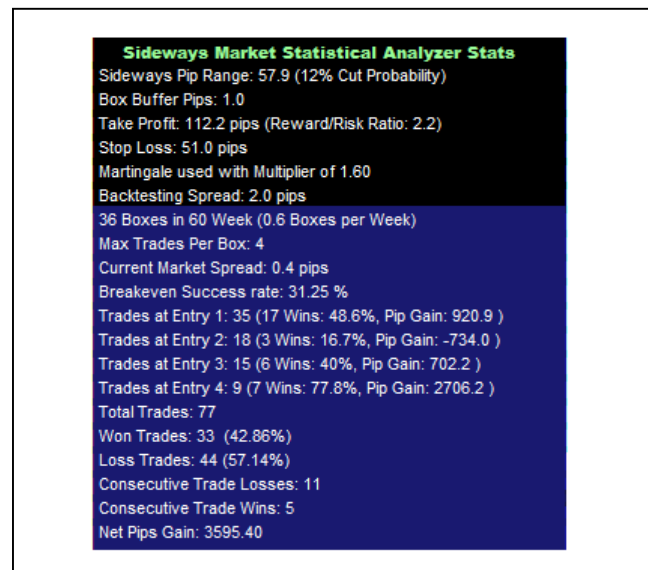 Sideways Market Statistical Analyzer Stats
Sideways Pip Range: 57.9 (12% Cut Probability)
Box Buffer Pips: 1.0
Take Profit: 112.2 pips (Reward/Risk Ratio: 2.2)
Stop Loss: 51.0 pips
Martingale used with Multiplier of 1.60
Backtesting Spread: 2.0 pips
36 Boxes in 60 Week (0.6 Boxes per Week)
Max Trades Per Box: 4
Current Market Spread: 0.4 pips
Breakeven Success rate: 31.25 %
Trades at Entry 1: 35 (17 Wins: 48.6%, Pip Gain: 920.9 )
Trades at Entry 2: 18 (3 Wins: 16.7%, Pip Gain: -734.0 )
Trades at Entry 3: 15 (6 Wins: 40%, Pip Gain: 702.2 )
Trades at Entry 4: 9 (7 Wins: 77.8%, Pip Gain: 2706.2 )
Total Trades: 77
Won Trades: 33  (42.86%)
Loss Trades: 44 (57.14%)
Consecutive Trade Losses: 11
Consecutive Trade Wins: 5
Net Pips Gain: 3595.40